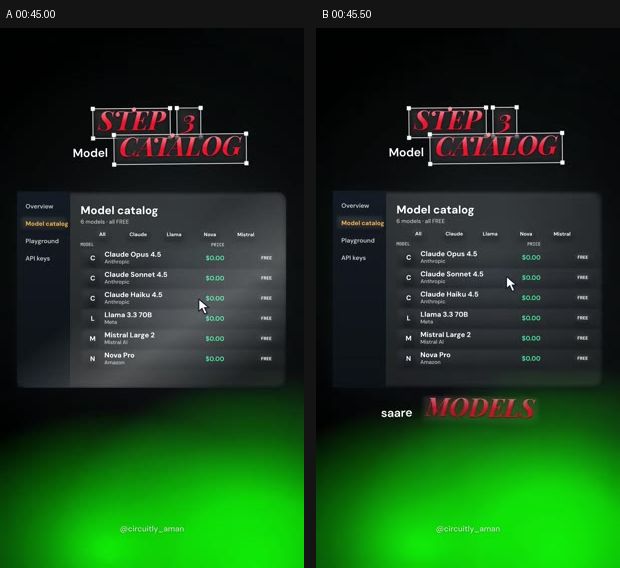 A 00:45.00
STEP 3
Model CATALOG
Overview
Model catalog
Playground
API keys
Model catalog
6 models · all FREE
All Claude Llama Nova Mistral
MODEL PRICE
C Claude Opus 4.5 $0.00 FREE
Anthropic
C Claude Sonnet 4.5 $0.00 FREE
Anthropic
C Claude Haiku 4.5 $0.00 FREE
Anthropic
L Llama 3.3 70B $0.00 FREE
Meta
M Mistral Large 2 $0.00 FREE
Mistral AI
N Nova Pro $0.00 FREE
Amazon
@circuitly_aman
B 00:45.50
STEP 3
Model CATALOG
Overview
Model catalog
Playground
API keys
Model catalog
6 models · all FREE
All Claude Llama Nova Mistral
MODEL PRICE
C Claude Opus 4.5 $0.00 FREE
Anthropic
C Claude Sonnet 4.5 $0.00 FREE
Anthropic
C Claude Haiku 4.5 $0.00 FREE
Anthropic
L Llama 3.3 70B $0.00 FREE
Meta
M Mistral Large 2 $0.00 FREE
Mistral AI
N Nova Pro $0.00 FREE
Amazon
saare MODELS
@circuitly_aman